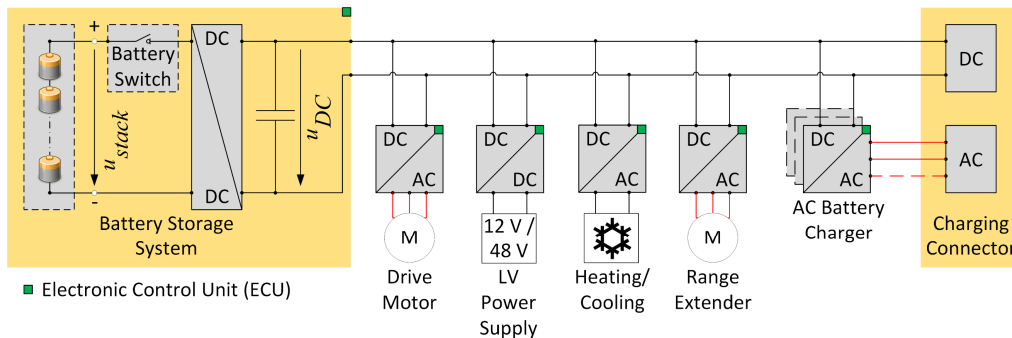 +
Battery
Switch
DC
DC
u_stack
u_DC
-
Battery Storage
System
Electronic Control Unit (ECU)
DC
AC
M
Drive
Motor
DC
DC
12 V /
48 V
LV
Power
Supply
DC
AC
Heating/
Cooling
DC
AC
M
Range
Extender
DC
AC
AC Battery
Charger
DC
AC
Charging
Connector